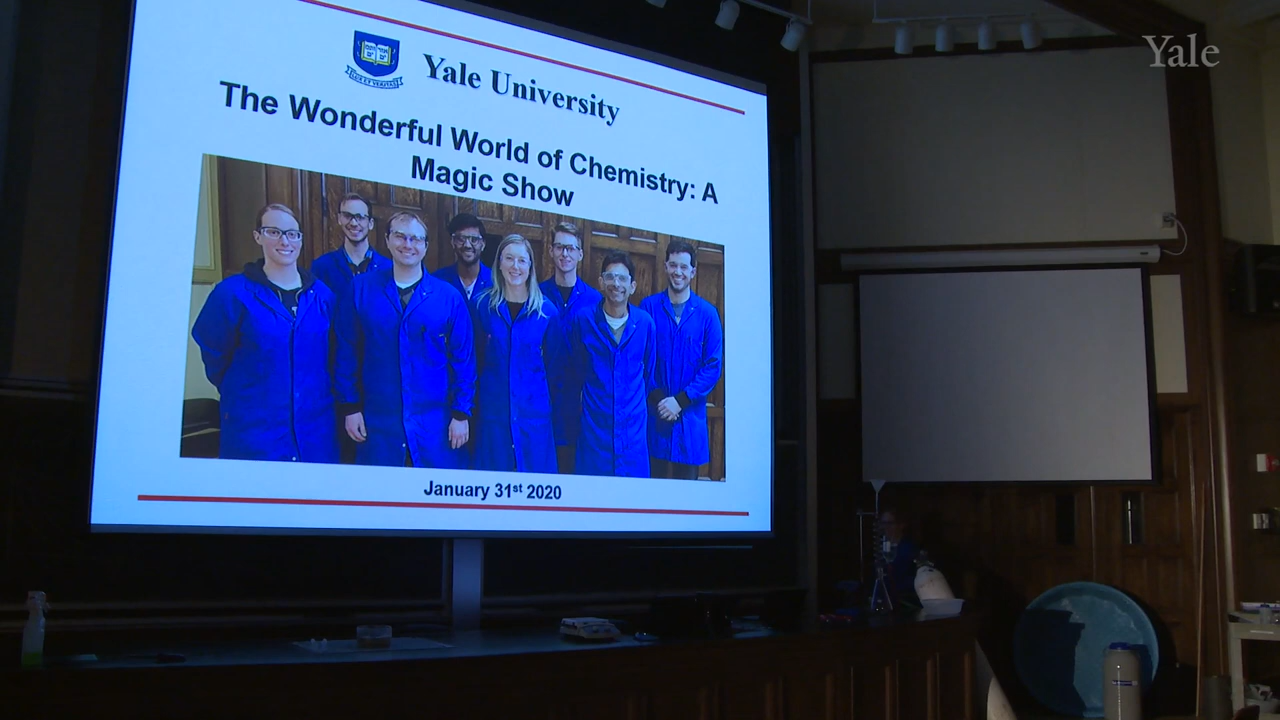 Yale
Yale University
The Wonderful World of Chemistry: A
Magic Show
January 31st 2020